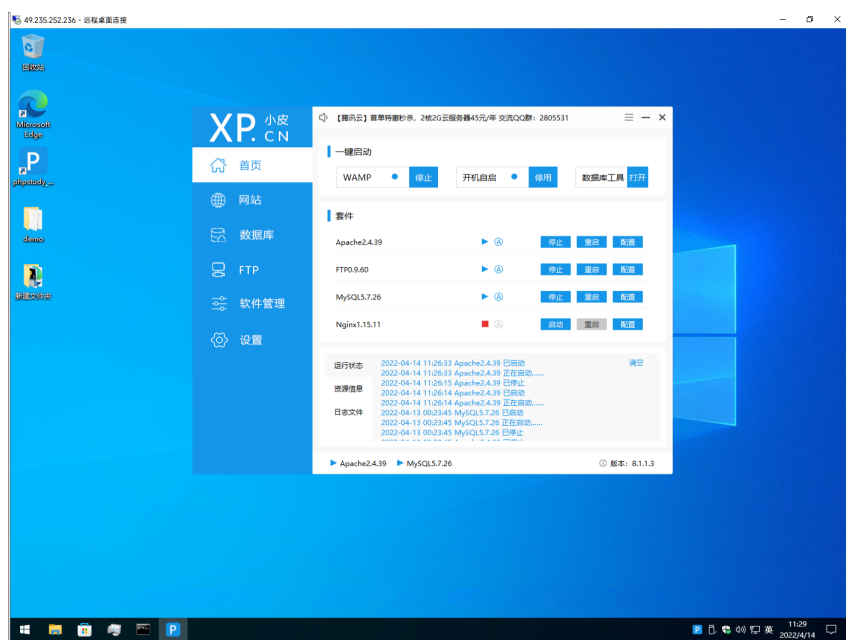 49.235.252.236 - 远程桌面连接
回收站
Microsoft
Edge
phpstudy_...
demo
新建文件夹
XP.CN 小皮
【腾讯云】首单特惠秒杀，2核2G云服务器45元/年 交流QQ群：2805531
首页
网站
数据库
FTP
软件管理
设置
一键启动
WAMP 停止 开机自启 停用 数据库工具 打开
套件
Apache2.4.39 停止 重启 配置
FTP0.9.60 停止 重启 配置
MySQL5.7.26 停止 重启 配置
Nginx1.15.11 启动 重启 配置
运行状态
资源信息
日志文件
清空
2022-04-14 11:26:33 Apache2.4.39 已启动
2022-04-14 11:26:33 Apache2.4.39 正在启动......
2022-04-14 11:26:15 Apache2.4.39 已停止
2022-04-14 11:26:14 Apache2.4.39 已启动
2022-04-14 11:26:14 Apache2.4.39 正在启动......
2022-04-13 00:23:45 MySQL5.7.26 已启动
2022-04-13 00:23:45 MySQL5.7.26 正在启动......
2022-04-13 00:23:45 MySQL5.7.26 已停止
Apache2.4.39 MySQL5.7.26 版本：8.1.1.3
P
英
11:29
2022/4/14